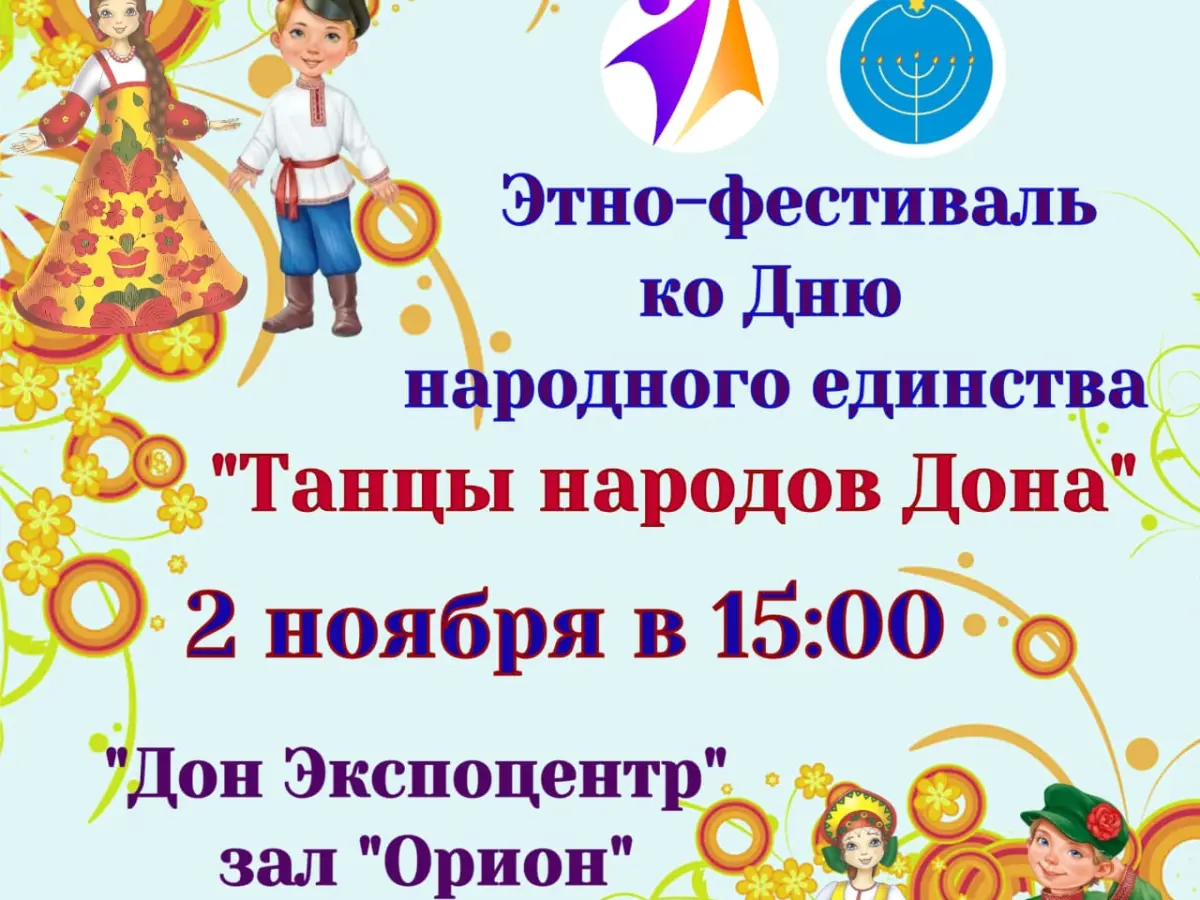 Этно-фестиваль
ко Дню
народного единства
"Танцы народов Дона"
2 ноября в 15:00
"Дон Экспоцентр"
зал "Орион"